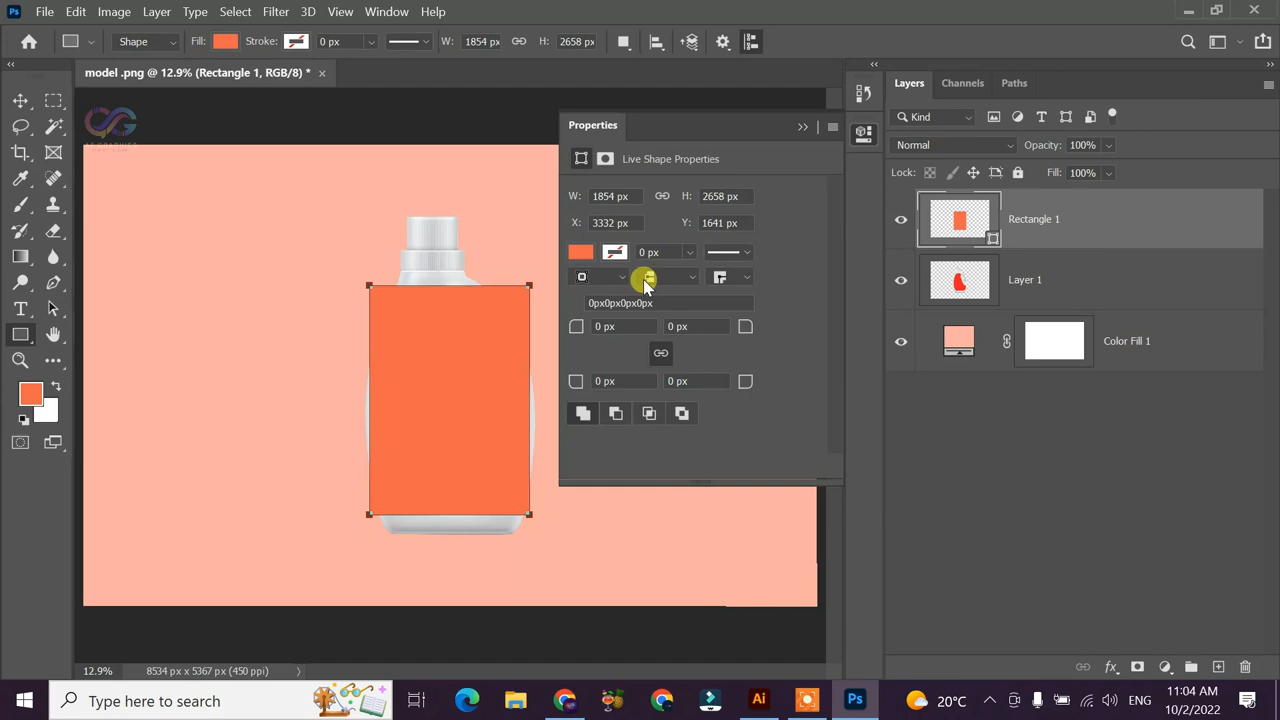 Ps File Edit Image Layer Type Select Filter 3D View Window Help
Shape Fill: Stroke: 0 px W: 1854 px H: 2658 px
model .png @ 12.9% (Rectangle 1, RGB/8) *
Properties
Live Shape Properties
W: 1854 px H: 2658 px
X: 3332 px Y: 1641 px
0 px
0px0px0px0px
0 px 0 px
0 px 0 px
Layers Channels Paths
Kind
Normal Opacity: 100%
Lock: Fill: 100%
Rectangle 1
Layer 1
Color Fill 1
fx
12.9% 8534 px x 5367 px (450 ppi)
Type here to search
Ai
Ps
20°C
ENG
11:04 AM
10/2/2022